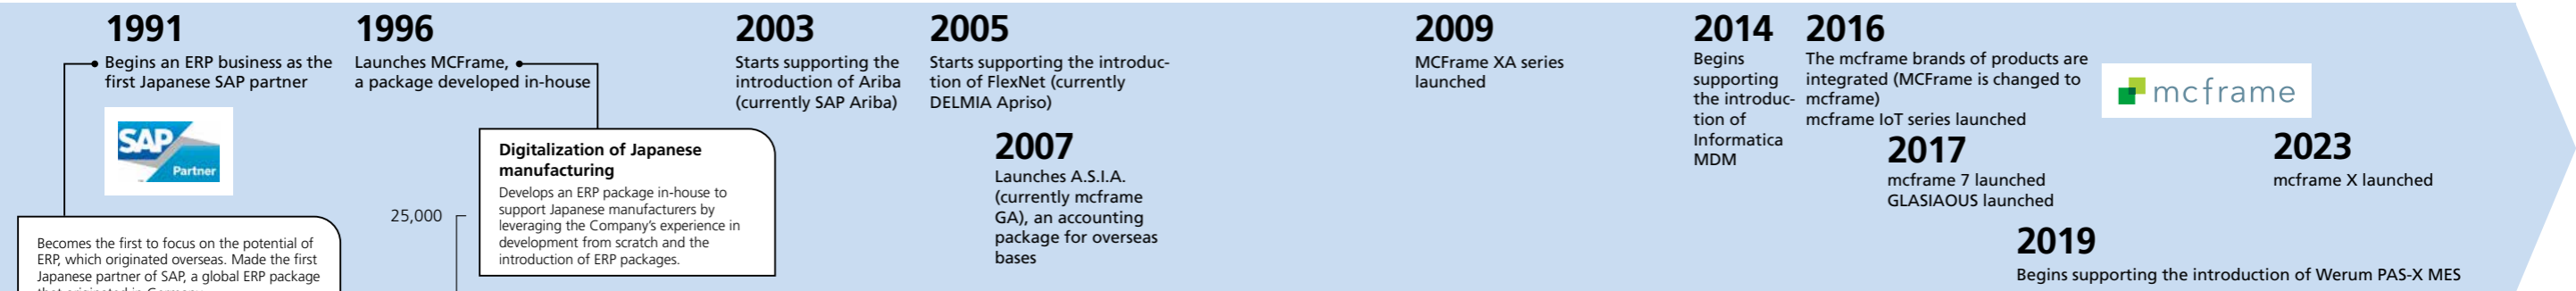 1991
Begins an ERP business as the
first Japanese SAP partner
SAP
Partner
Becomes the first to focus on the potential of
ERP, which originated overseas. Made the first
Japanese partner of SAP, a global ERP package
1996
Launches MCFrame,
a package developed in-house
Digitalization of Japanese
manufacturing
Develops an ERP package in-house to
support Japanese manufacturers by
leveraging the Company's experience in
development from scratch and the
introduction of ERP packages.
25,000
2003
Starts supporting the
introduction of Ariba
(currently SAP Ariba)
2005
Starts supporting the introduc-
tion of FlexNet (currently
DELMIA Apriso)
2007
Launches A.S.I.A.
(currently mcframe
GA), an accounting
package for overseas
bases
2009
MCFrame XA series
launched
2014
Begins
supporting
the introduc-
tion of
Informatica
MDM
2016
The mcframe brands of products are
integrated (MCFrame is changed to
mcframe)
mcframe IoT series launched
mcframe
2017
mcframe 7 launched
GLASIAOUS launched
2019
Begins supporting the introduction of Werum PAS-X MES
2023
mcframe X launched